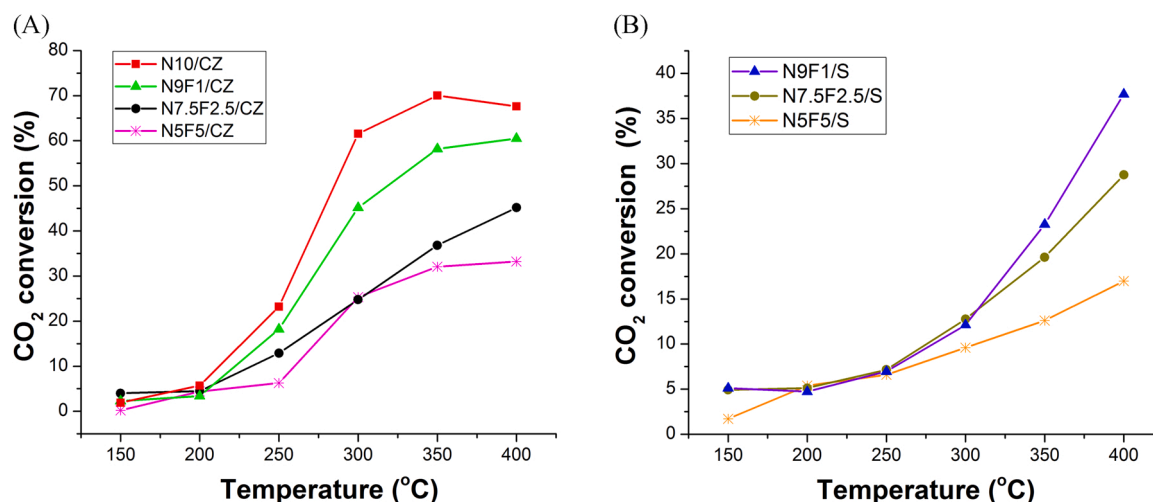 (A)
CO2 conversion (%)
80
70
60
50
40
30
20
10
0
N10/CZ
N9F1/CZ
N7.5F2.5/CZ
N5F5/CZ
150 200 250 300 350 400
Temperature (oC)
(B)
CO2 conversion (%)
40
35
30
25
20
15
10
5
0
N9F1/S
N7.5F2.5/S
N5F5/S
150 200 250 300 350 400
Temperature (oC)